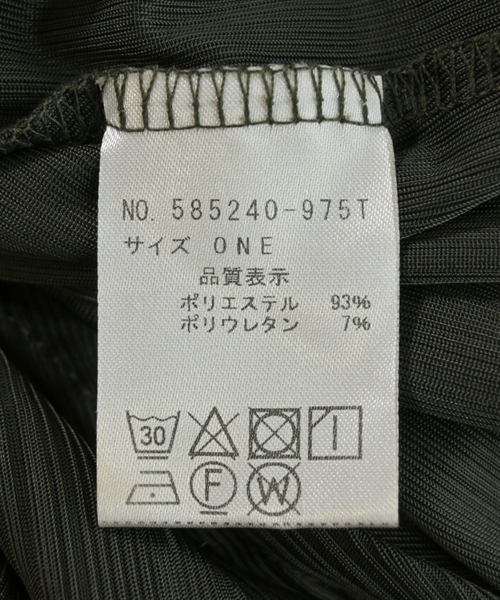 NO. 585240-975T
サイズ ONE
品質表示
ポリエステル 93%
ポリウレタン 7%
30
F W